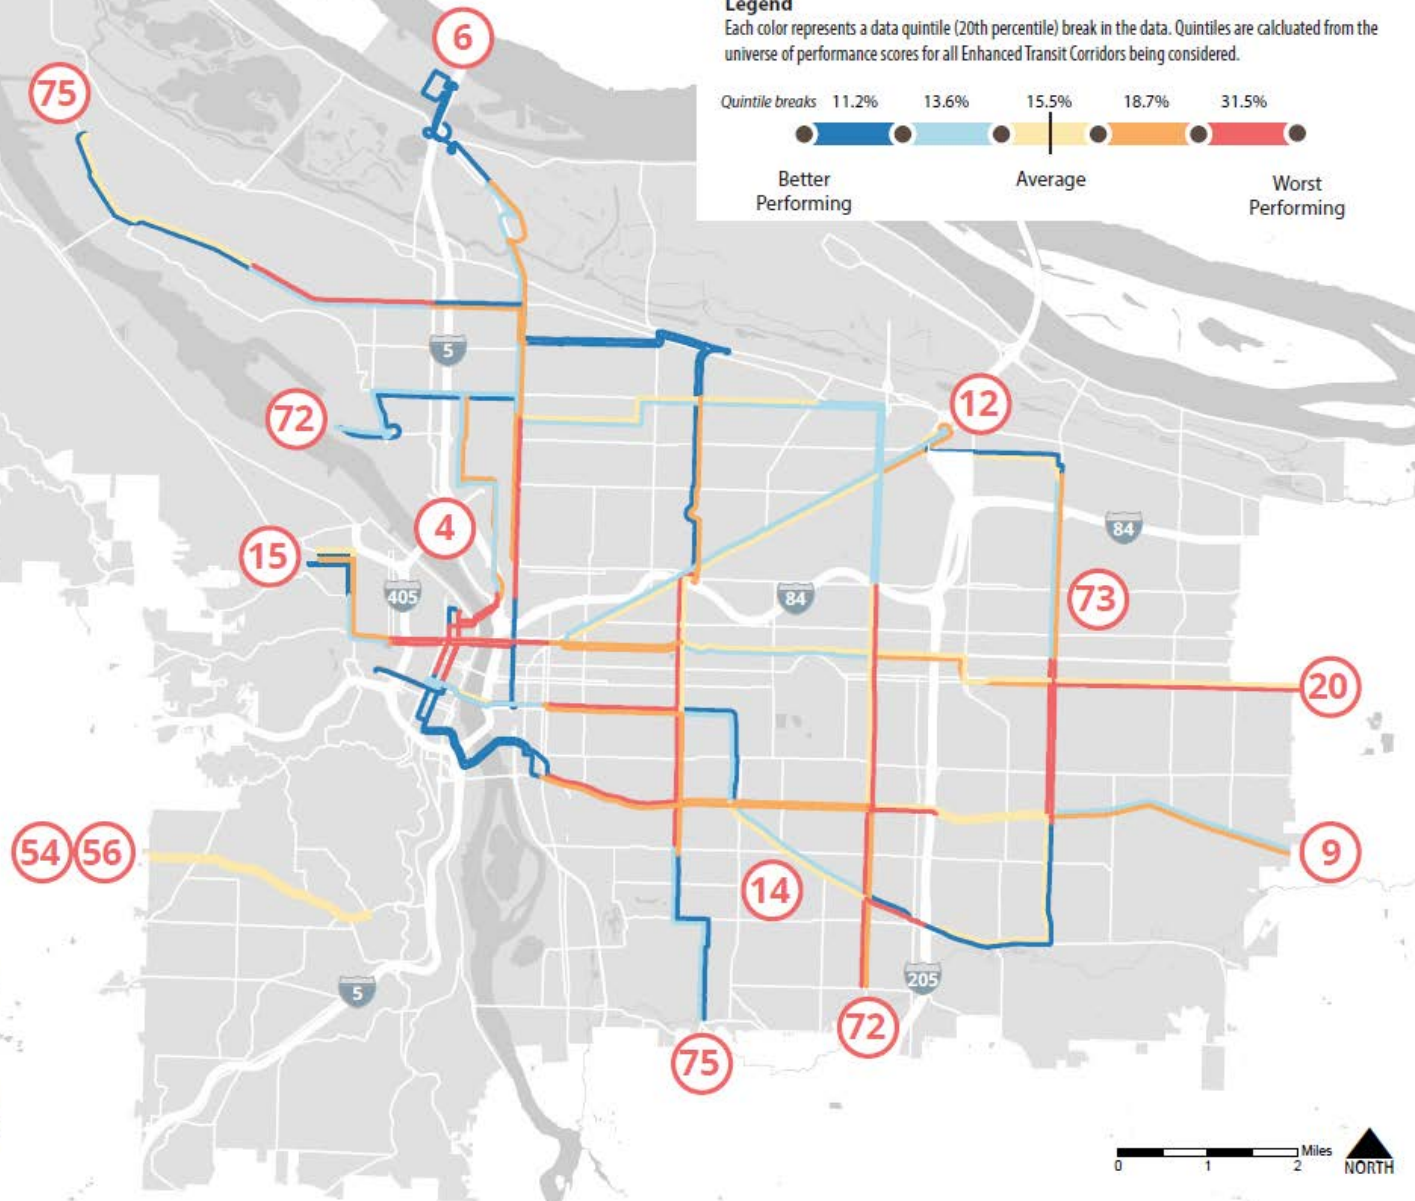 Legend
Each color represents a data quintile (20th percentile) break in the data. Quintiles are calcluated from the
universe of performance scores for all Enhanced Transit Corridors being considered.
Quintile breaks 11.2% 13.6% 15.5% 18.7% 31.5%
Better
Performing
Average
Worst
Performing
6
75
5
72
12
4
15
84
405
84
73
20
54 56
9
14
5
205
72
75
Miles
0 1 2
NORTH